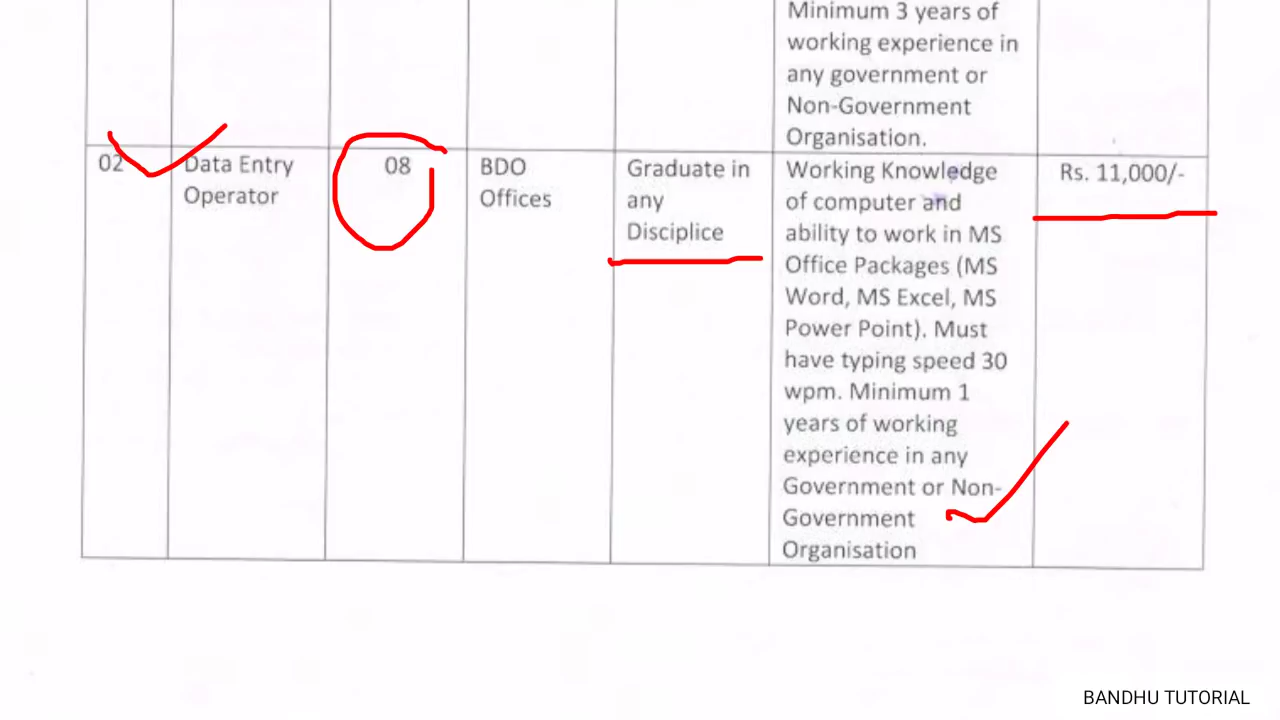 Minimum 3 years of
working experience in
any government or
Non-Government
Organisation.
02
Data Entry
Operator
08
BDO
Offices
Graduate in
any
Disciplice
Working Knowledge
of computer and
ability to work in MS
Office Packages (MS
Word, MS Excel, MS
Power Point). Must
have typing speed 30
wpm. Minimum 1
years of working
experience in any
Government or Non-
Government
Organisation
Rs. 11,000/-
BANDHU TUTORIAL